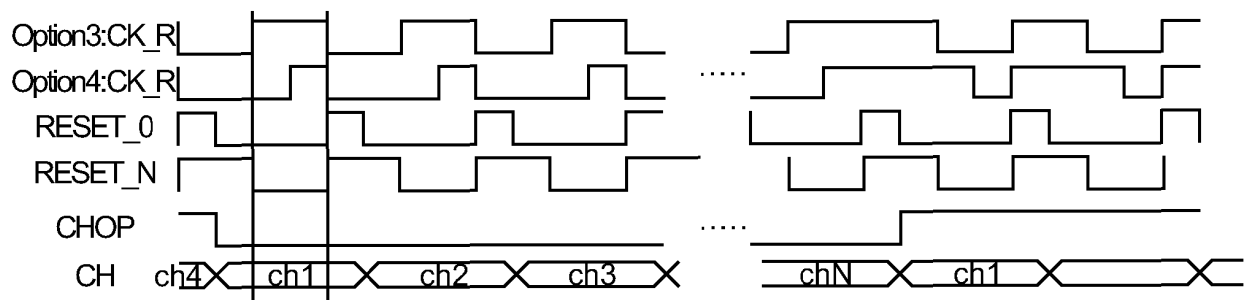 Option3:CK_R
Option4:CK_R
......
RESET_0
RESET_N
CHOP
......
CH ch4 ch1 ch2 ch3 chN ch1